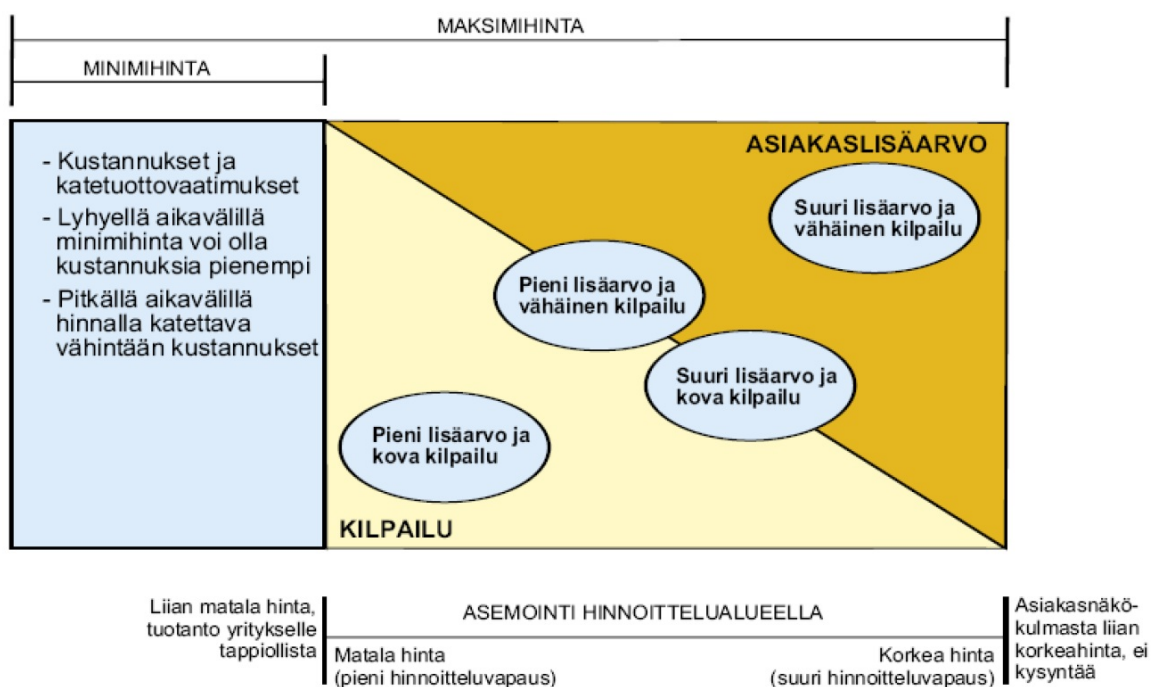 MAKSIMIHINTA
MINIMIHINTA
- Kustannukset ja
katetuottovaatimukset
- Lyhyellä aikavälillä
minimihinta voi olla
kustannuksia pienempi
- Pitkällä aikavälillä
hinnalla katettava
vähintään kustannukset
ASIAKASLISÄARVO
Suuri lisäarvo ja
vähäinen kilpailu
Pieni lisäarvo ja
vähäinen kilpailu
Suuri lisäarvo ja
kova kilpailu
Pieni lisäarvo ja
kova kilpailu
KILPAILU
Liian matala hinta,
tuotanto yritykselle
tappiollista
ASEMOINTI HINNOITTELUALUEELLA
Matala hinta
(pieni hinnoitteluvapaus)
Korkea hinta
(suuri hinnoitteluvapaus)
Asiakasnäkö-
kulmasta liian
korkeahinta, ei
kysyntää